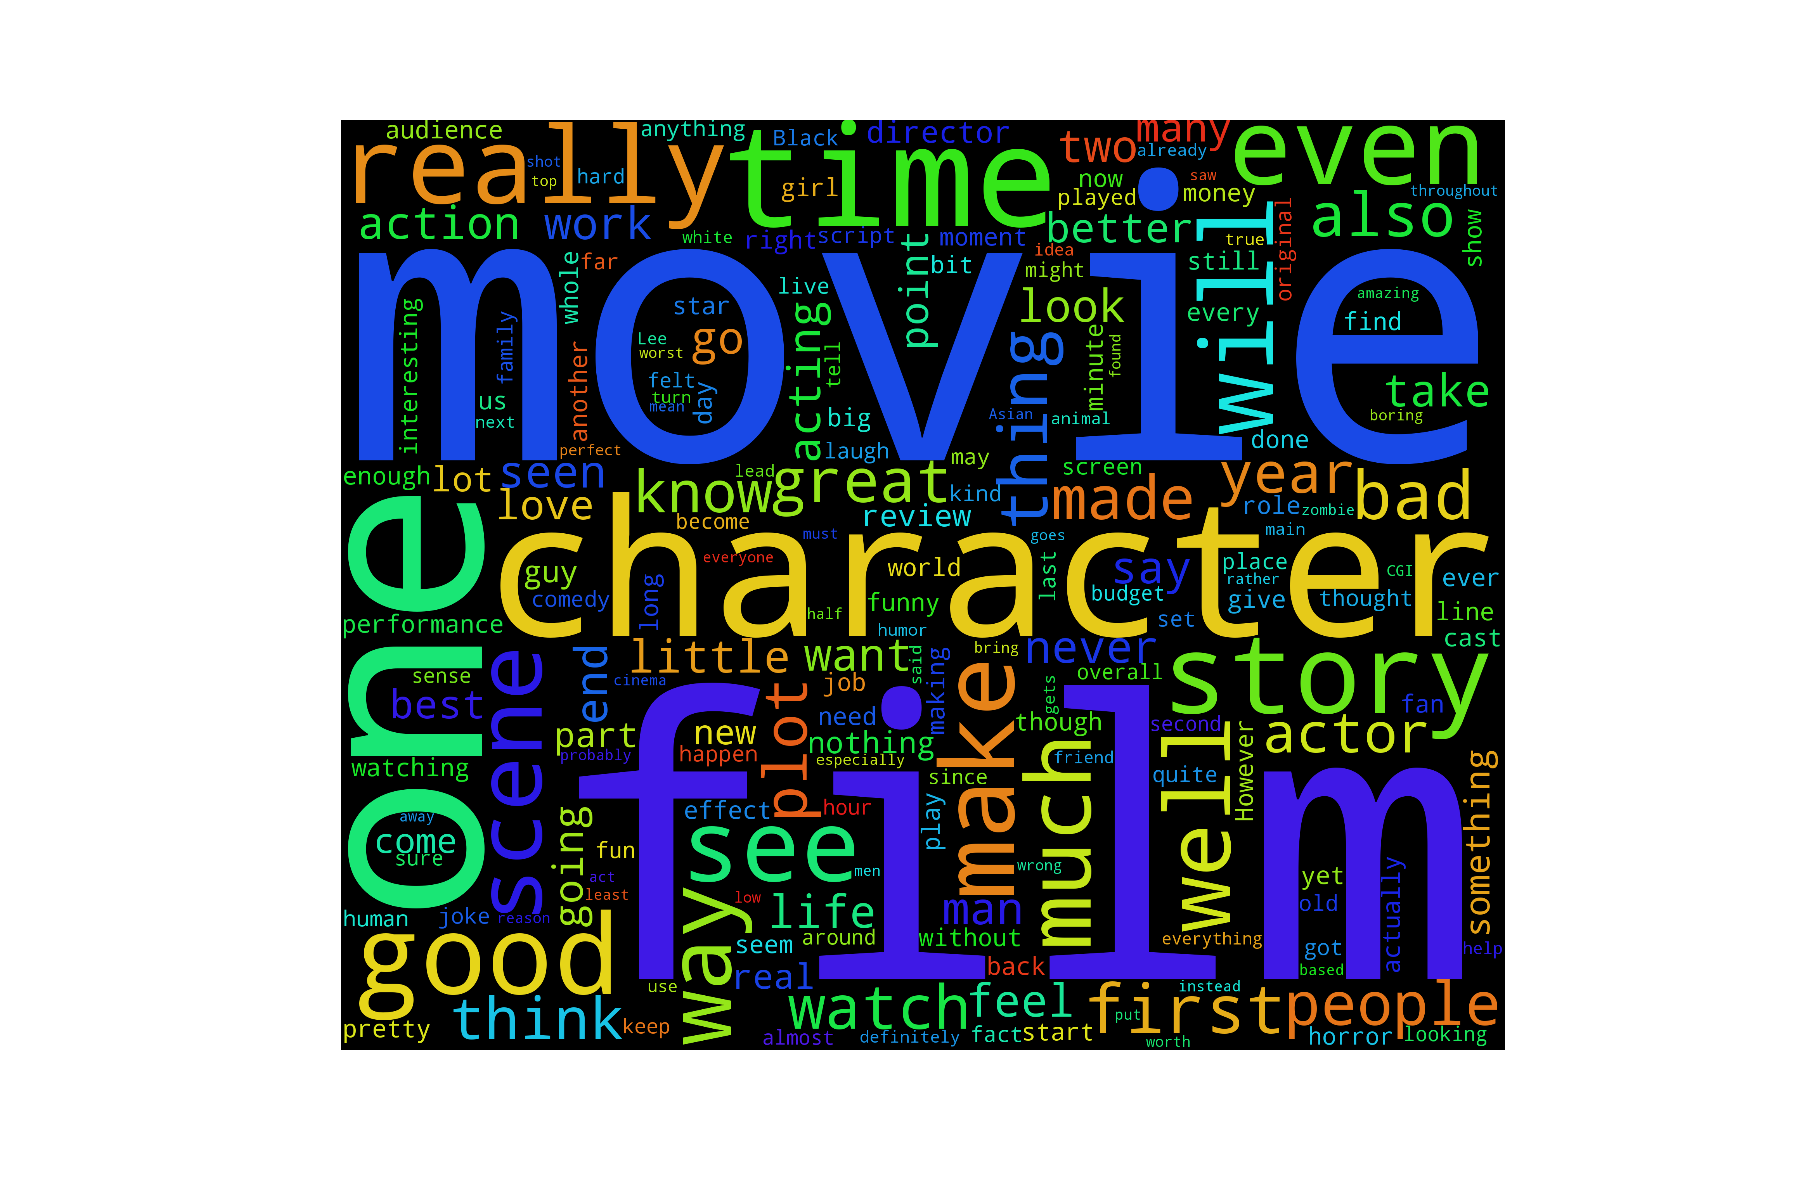 audience
anything
Black
director
many
even
really
time
two
already
shot
top
hard
girl
now
saw
played
money
throughout
action
work
white
right
script
moment
better
idea
true
will
original
also
show
whole
far
live
point
bit
might
still
movie
interesting
family
star
look
every
amazing
find
Lee
worst
go
acting
tell
thing
minute
found
another
felt
turn
mean
day
us
next
big
Asian
animal
take
boring
perfect
laugh
done
enough
lot
seen
lead
may
screen
know
great
kind
year
bad
love
become
review
made
role
zombie
must
goes
main
one
character
everyone
guy
world
last
say
place
rather
CGI
ever
comedy
long
half
funny
budget
give
thought
line
performance
humor
set
cast
scene
end
little
want
said
making
bring
never
story
sense
cinema
job
overall
best
plot
make
gets
fan
part
new
need
though
second
actor
probably
happen
nothing
especially
much
friend
well
However
watching
film
since
quite
something
effect
hour
play
away
come
sure
going
fun
see
men
wrong
act
least
yet
actually
human
joke
reason
way
low
life
man
old
good
seem
around
without
everything
got
help
real
back
based
use
instead
think
keep
watch
feel
first
put
people
pretty
almost
definitely
fact
start
worth
horror
looking